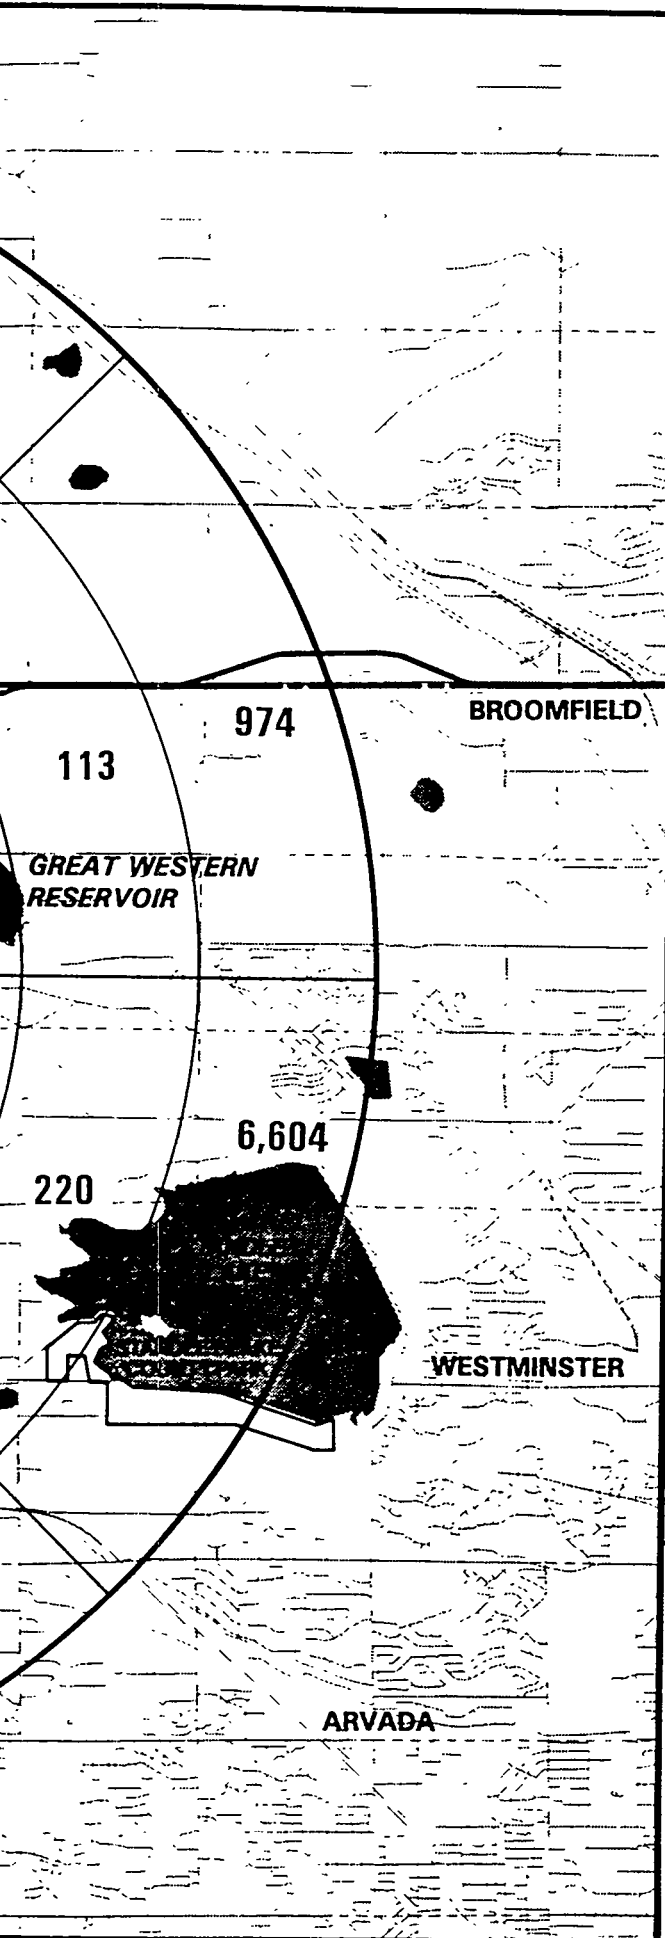 974
BROOMFIELD
113
GREAT WESTERN
RESERVOIR
6,604
220
WESTMINSTER
ARVADA